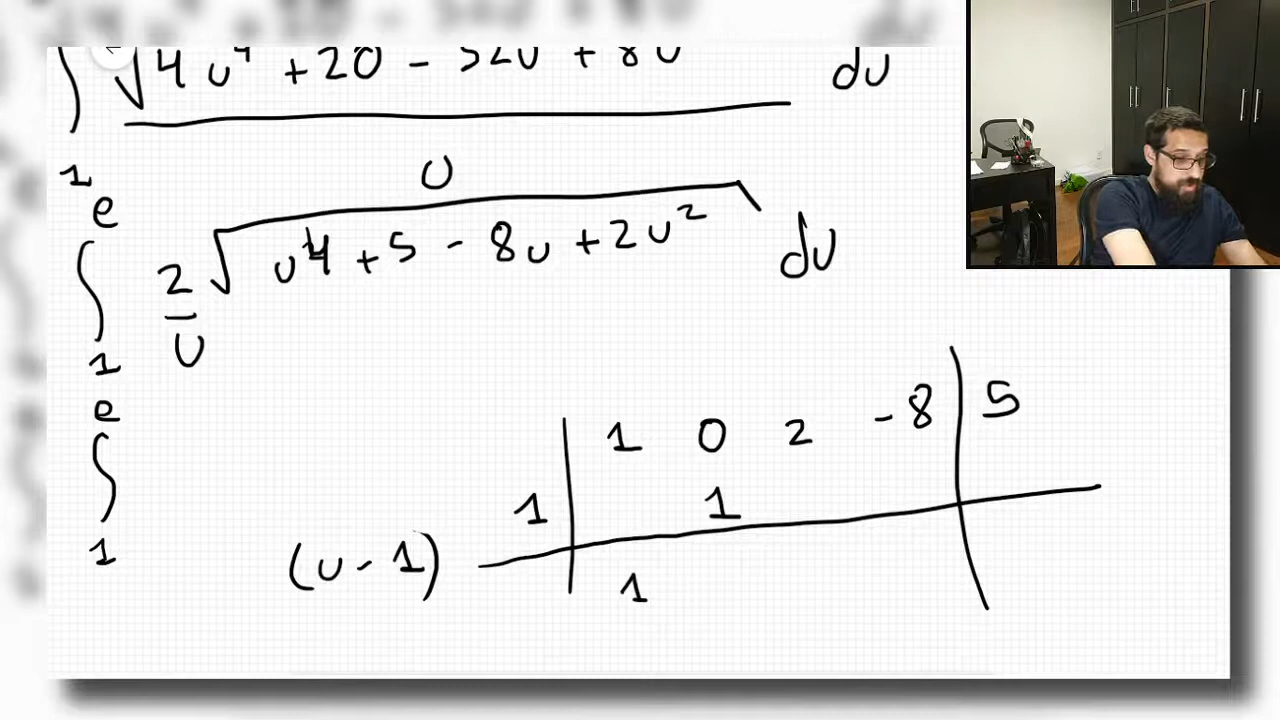 ∫ √4u⁴ + 20 - 32u + 8u du
1 u
e
∫ 2/u √u⁴ + 5 - 8u + 2u² du
1
e
∫
1
1 0 2 -8 5
1 1
(u - 1)
1